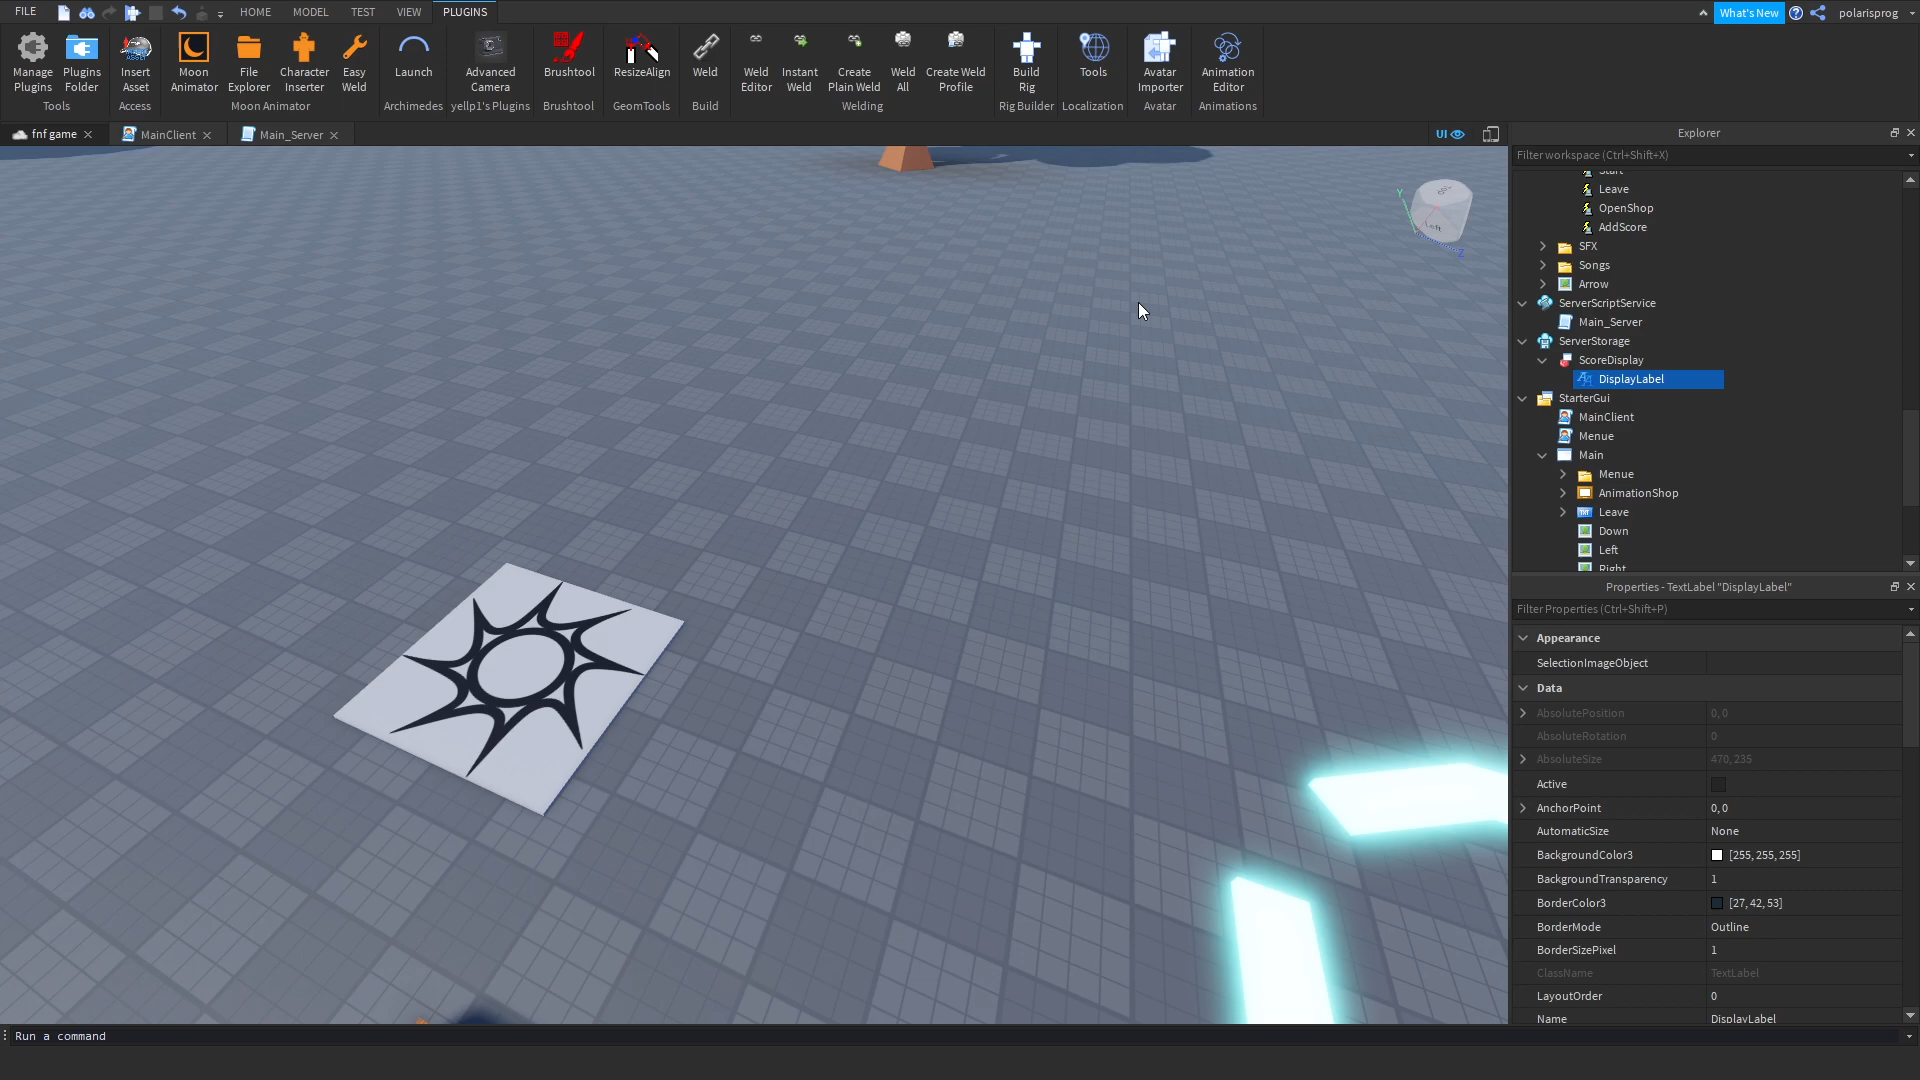 FILE HOME MODEL TEST VIEW PLUGINS What's New polarisprog
Manage Plugins
Plugins Folder
Insert Asset
Moon Animator
File Explorer
Character Inserter
Easy Weld
Launch
Advanced Camera
Brushtool
ResizeAlign
Weld
Weld Editor
Instant Weld
Create Plain Weld
Weld All
Create Weld Profile
Build Rig
Tools
Avatar Importer
Animation Editor
Tools Access Moon Animator Archimedes yellp1's Plugins Brushtool GeomTools Build Welding Rig Builder Localization Avatar Animations
fnf game MainClient Main_Server UI
Explorer
Filter workspace (Ctrl+Shift+X)
Start
Leave
OpenShop
AddScore
SFX
Songs
Arrow
ServerScriptService
Main_Server
ServerStorage
ScoreDisplay
DisplayLabel
StarterGui
MainClient
Menue
Main
Menue
AnimationShop
Leave
Down
Left
Right
Y
Left
Z
Properties - TextLabel "DisplayLabel"
Filter Properties (Ctrl+Shift+P)
Appearance
SelectionImageObject
Data
AbsolutePosition 0, 0
AbsoluteRotation 0
AbsoluteSize 470, 235
Active
AnchorPoint 0, 0
AutomaticSize None
BackgroundColor3 [255, 255, 255]
BackgroundTransparency 1
BorderColor3 [27, 42, 53]
BorderMode Outline
BorderSizePixel 1
ClassName TextLabel
LayoutOrder 0
Name DisplayLabel
Run a command